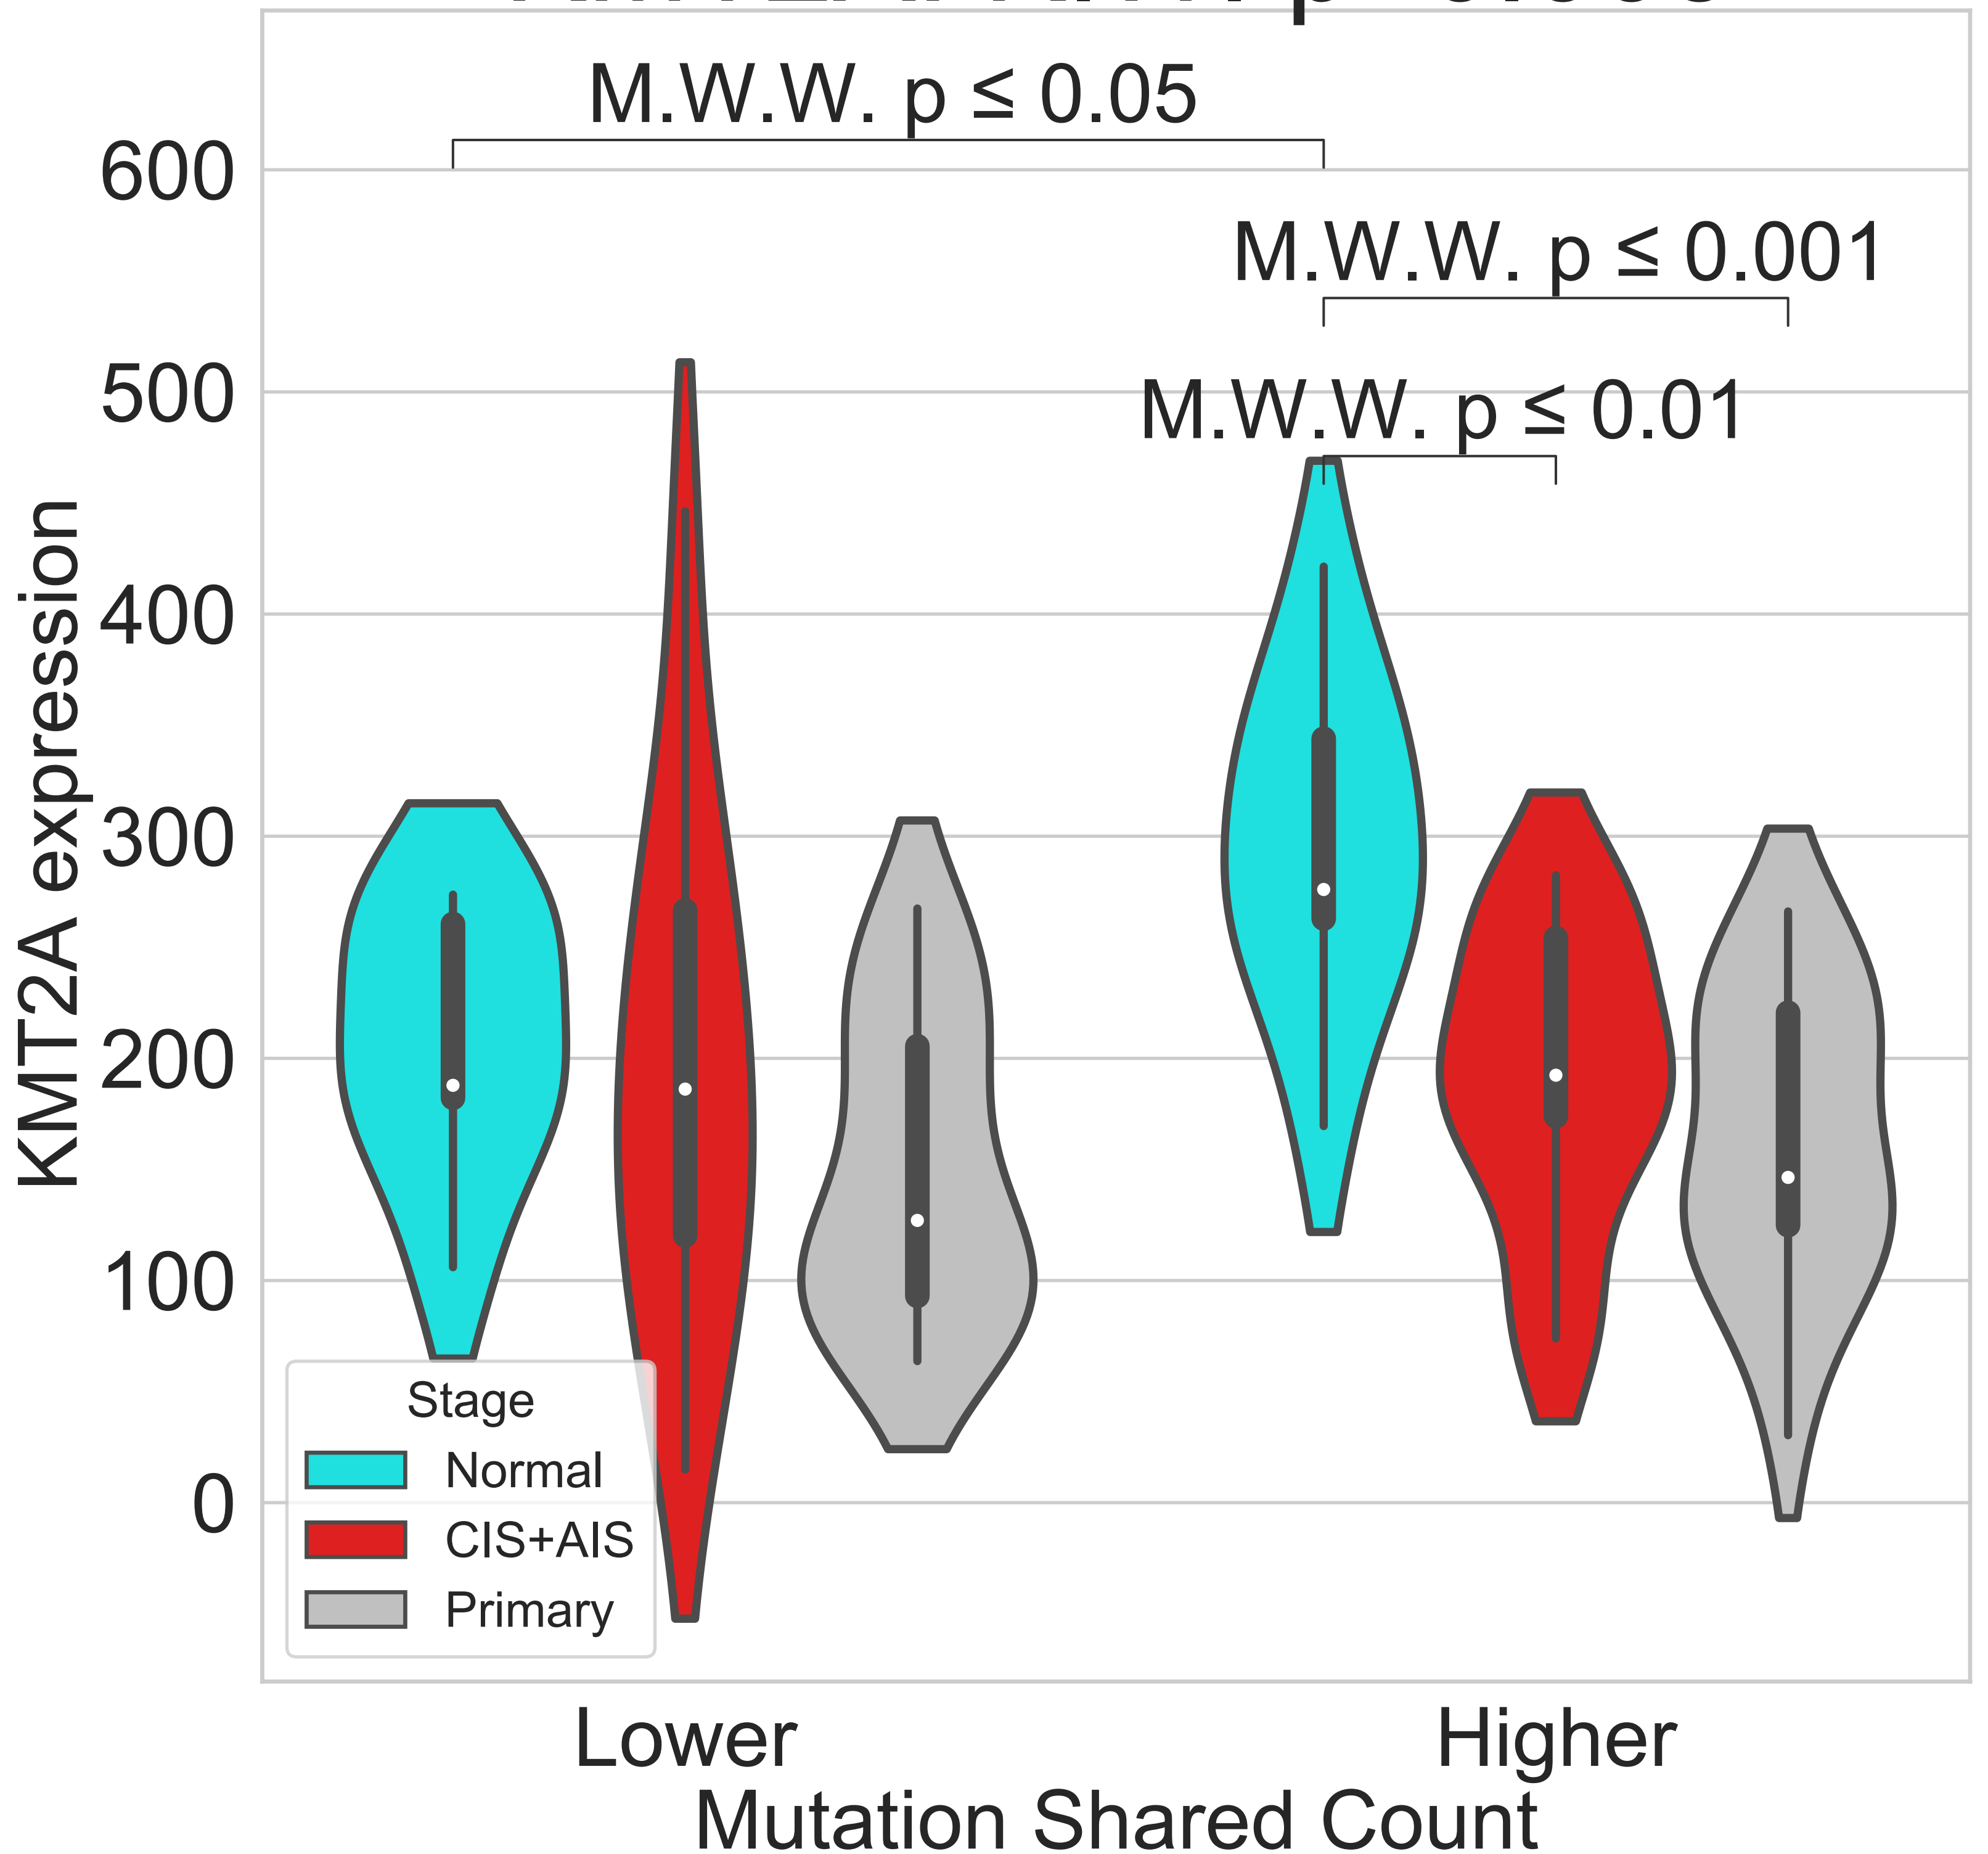 M.W.W. p ≤ 0.05
600
M.W.W. p ≤ 0.001
500
M.W.W. p ≤ 0.01
400
300
200
100
0
KMT2A expression
Stage
Normal
CIS+AIS
Primary
Lower
Higher
Mutation Shared Count